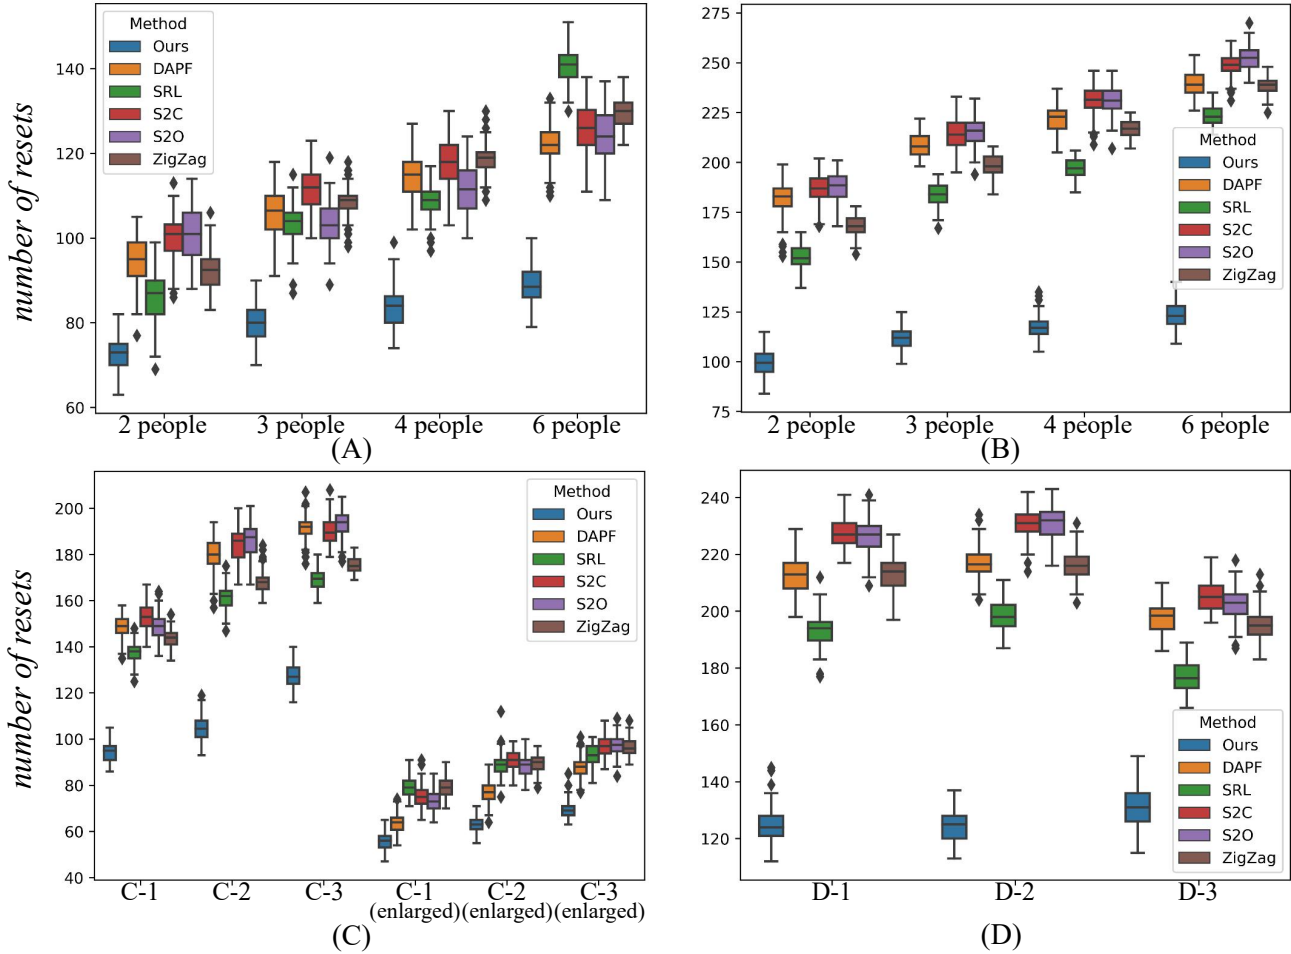 Method
Ours
DAPF
SRL
S2C
S2O
ZigZag
number of resets
140
120
100
80
60
2 people
3 people
4 people
6 people
(A)
275
250
225
200
175
150
125
100
75
Method
Ours
DAPF
SRL
S2C
S2O
ZigZag
2 people
3 people
4 people
6 people
(B)
number of resets
200
180
160
140
120
100
80
60
40
Method
Ours
DAPF
SRL
S2C
S2O
ZigZag
C-1
C-2
C-3
C-1
(enlarged)
C-2
(enlarged)
C-3
(enlarged)
(C)
240
220
200
180
160
140
120
Method
Ours
DAPF
SRL
S2C
S2O
ZigZag
D-1
D-2
D-3
(D)